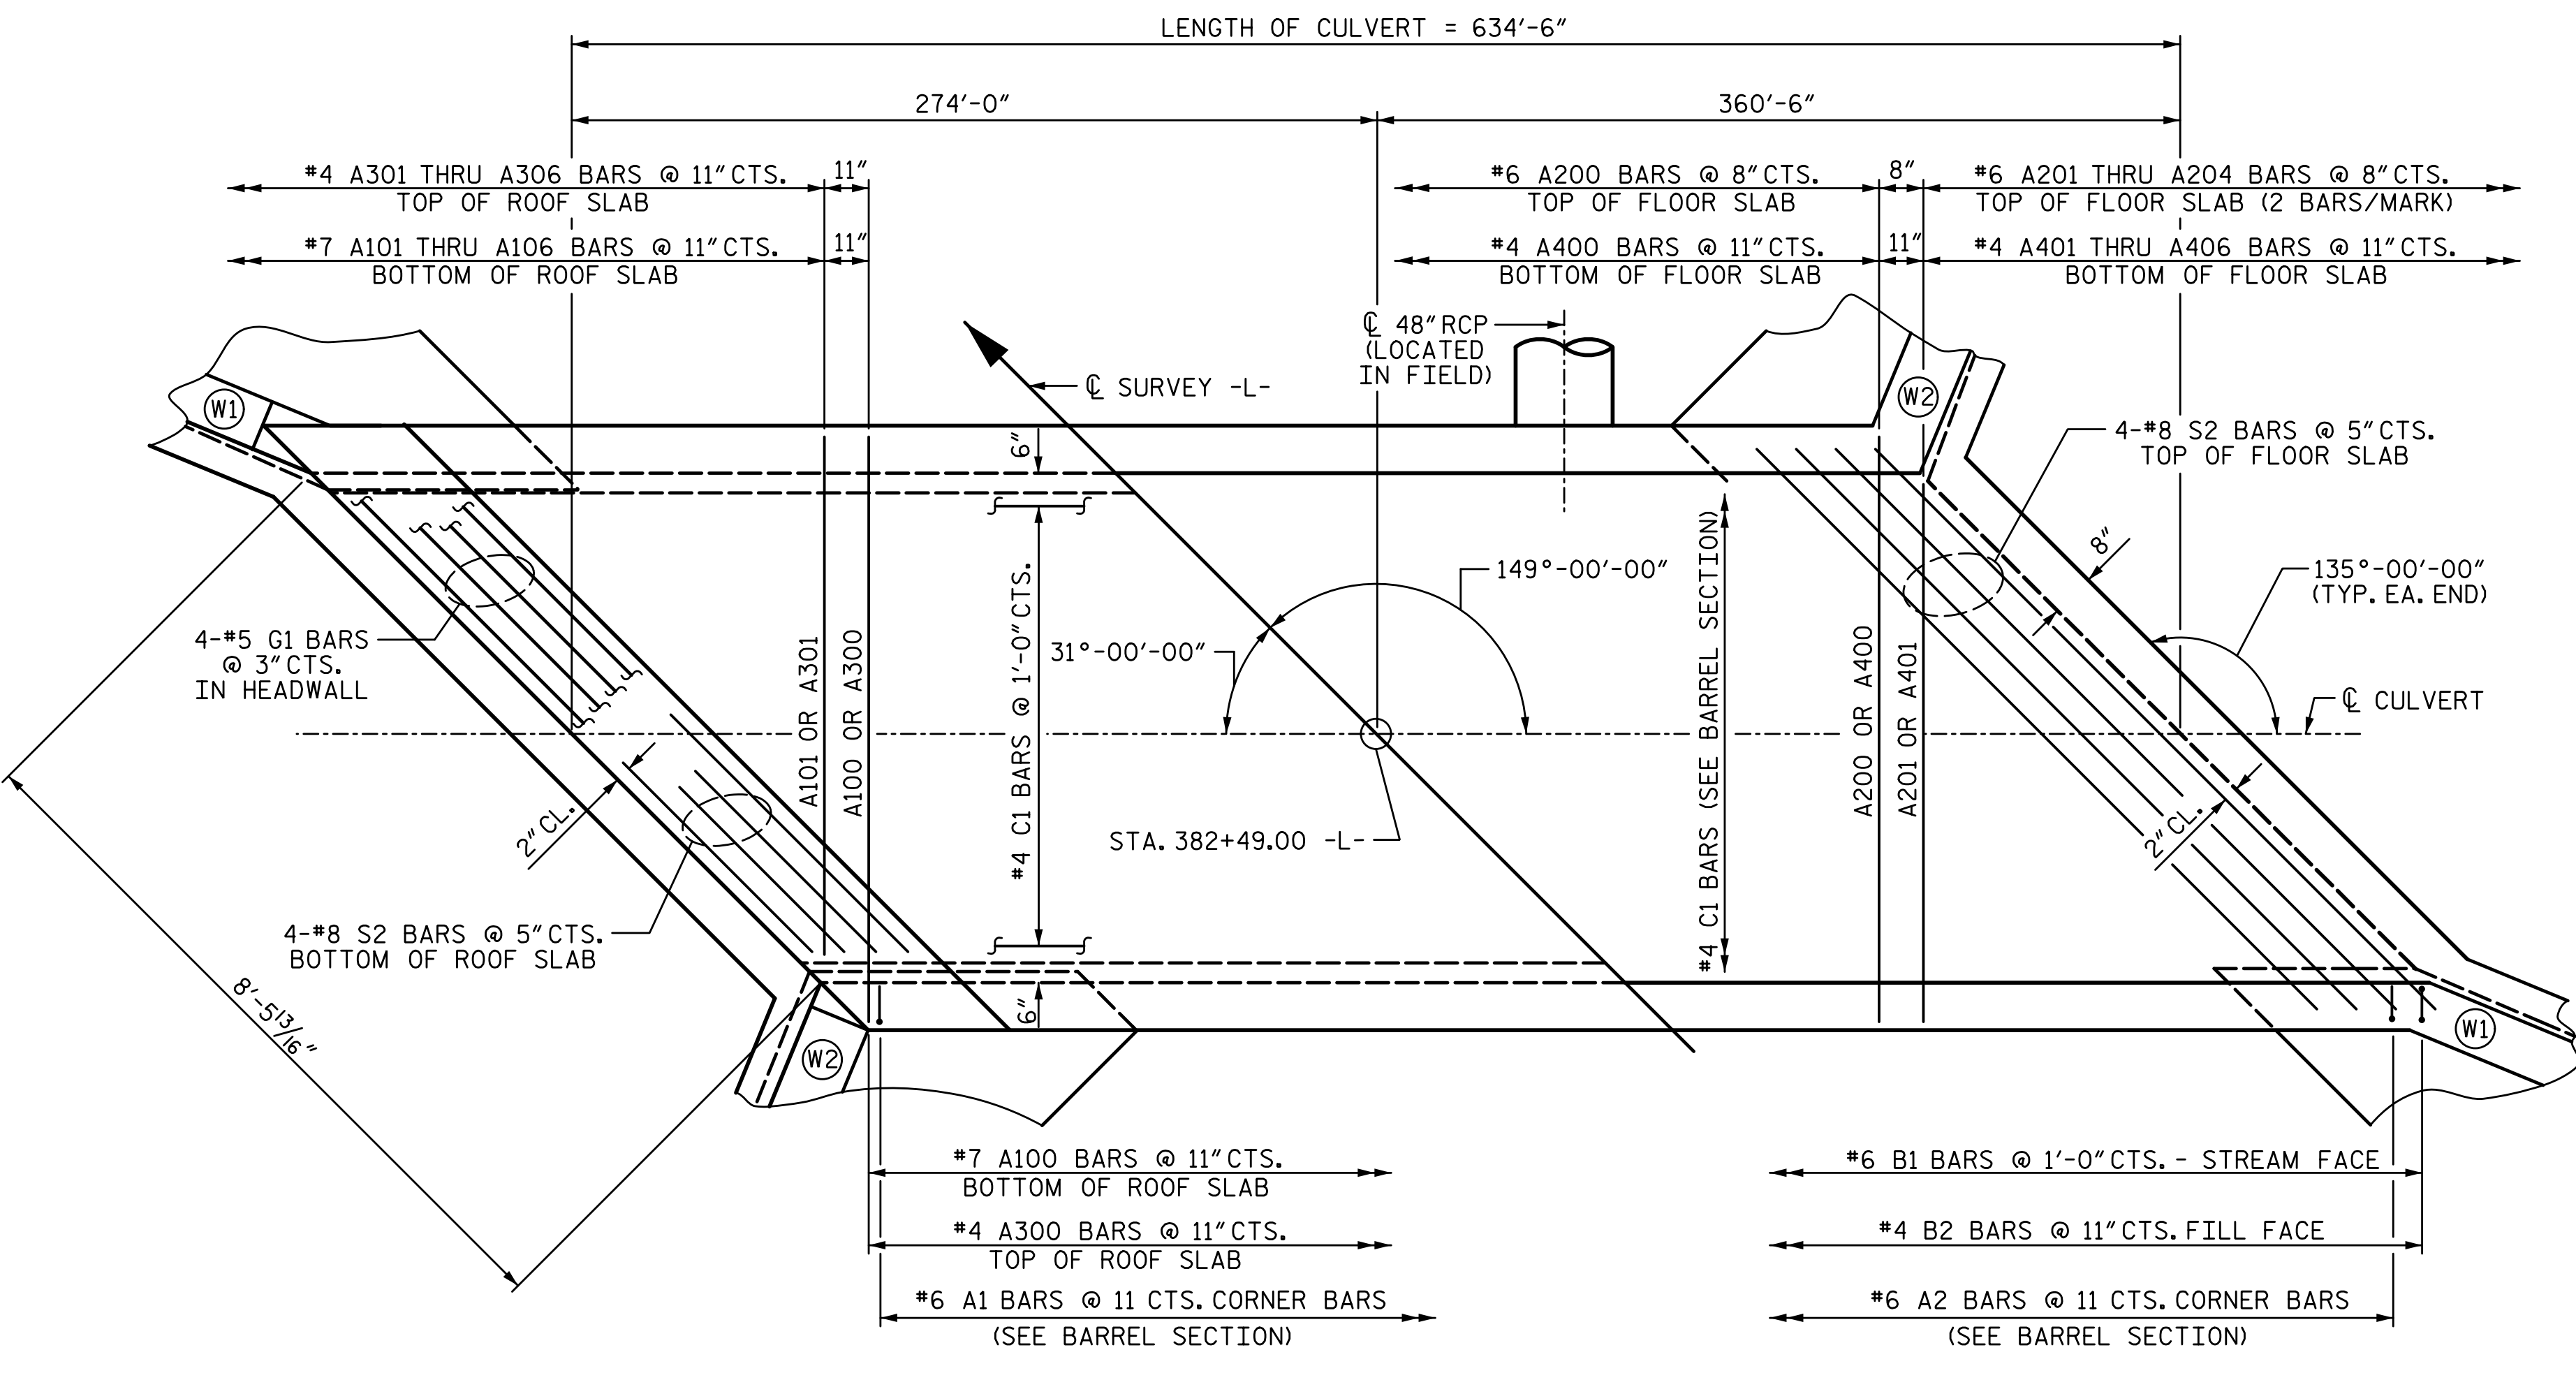 LENGTH OF CULVERT = 634'-6"
274'-0"
360'-6"
#4 A301 THRU A306 BARS @ 11" CTS.
TOP OF ROOF SLAB
11"
#7 A101 THRU A106 BARS @ 11" CTS.
BOTTOM OF ROOF SLAB
11"
#6 A200 BARS @ 8" CTS.
TOP OF FLOOR SLAB
8"
#6 A201 THRU A204 BARS @ 8" CTS.
TOP OF FLOOR SLAB (2 BARS/MARK)
#4 A400 BARS @ 11" CTS.
BOTTOM OF FLOOR SLAB
11"
#4 A401 THRU A406 BARS @ 11" CTS.
BOTTOM OF FLOOR SLAB
℄ 48" RCP
(LOCATED
IN FIELD)
℄ SURVEY -L-
W1
W2
6"
4-#8 S2 BARS @ 5" CTS.
TOP OF FLOOR SLAB
8"
149°-00'-00"
135°-00'-00"
(TYP. EA. END)
31°-00'-00"
4-#5 G1 BARS
@ 3" CTS.
IN HEADWALL
℄ CULVERT
A101 OR A301
A100 OR A300
#4 C1 BARS @ 1'-0" CTS.
#4 C1 BARS (SEE BARREL SECTION)
A200 OR A400
A201 OR A401
2" CL.
2" CL.
STA. 382+49.00 -L-
4-#8 S2 BARS @ 5" CTS.
BOTTOM OF ROOF SLAB
8'-5 13/16"
6"
W2
W1
#7 A100 BARS @ 11" CTS.
BOTTOM OF ROOF SLAB
#6 B1 BARS @ 1'-0" CTS. - STREAM FACE
#4 A300 BARS @ 11" CTS.
TOP OF ROOF SLAB
#4 B2 BARS @ 11" CTS. FILL FACE
#6 A1 BARS @ 11 CTS. CORNER BARS
(SEE BARREL SECTION)
#6 A2 BARS @ 11 CTS. CORNER BARS
(SEE BARREL SECTION)